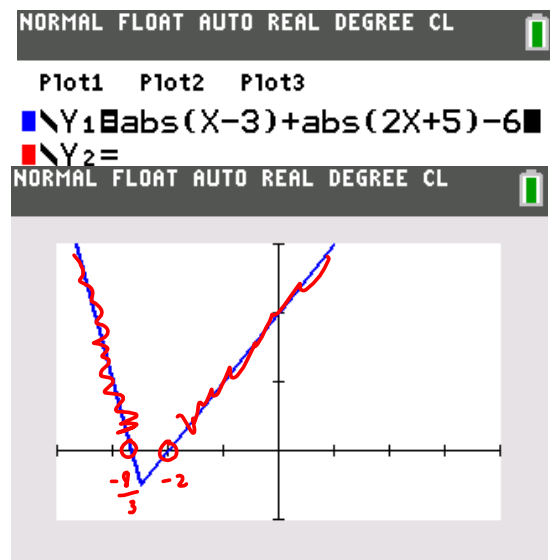 NORMAL FLOAT AUTO REAL DEGREE CL
Plot1 Plot2 Plot3
\Y₁=abs(X-3)+abs(2X+5)-6
\Y₂=
NORMAL FLOAT AUTO REAL DEGREE CL
-8/3 -2